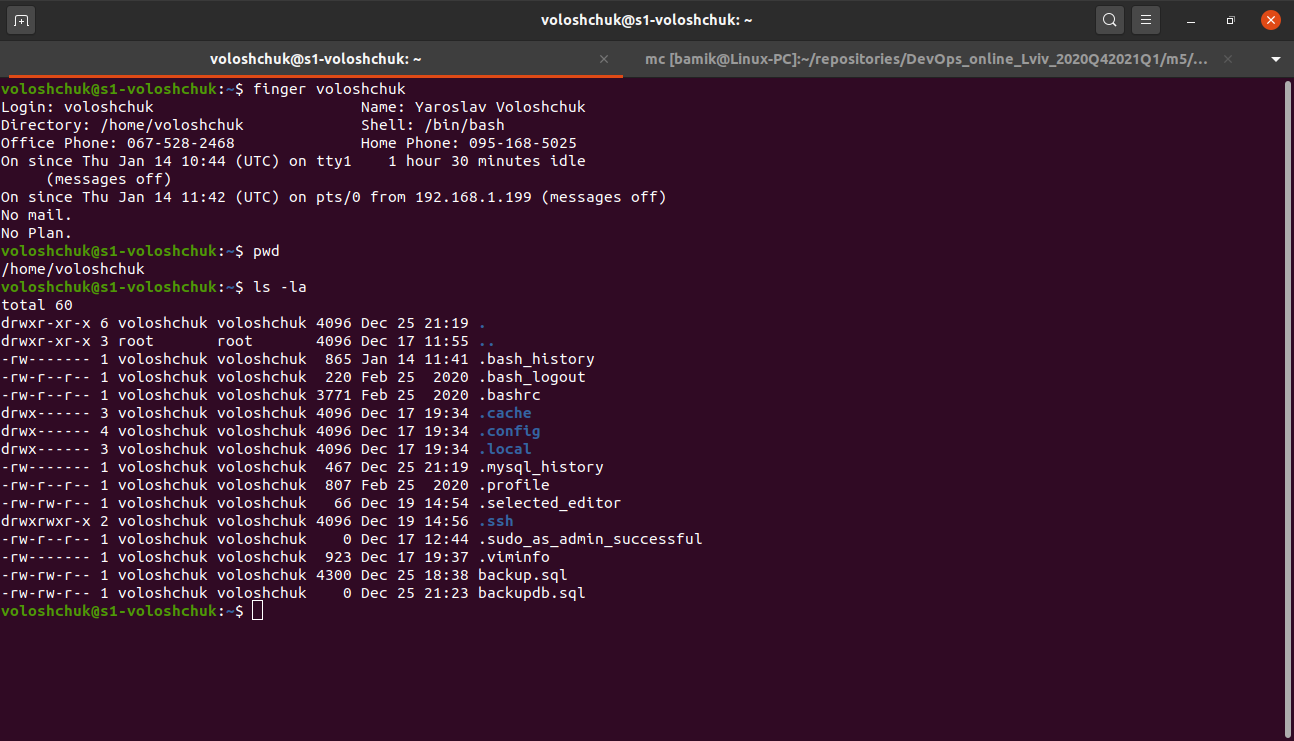 voloshchuk@s1-voloshchuk: ~
voloshchuk@s1-voloshchuk: ~
mc [bamik@Linux-PC]:~/repositories/DevOps_online_Lviv_2020Q42021Q1/m5/...
voloshchuk@s1-voloshchuk:~$ finger voloshchuk
Login: voloshchuk                       Name: Yaroslav Voloshchuk
Directory: /home/voloshchuk             Shell: /bin/bash
Office Phone: 067-528-2468              Home Phone: 095-168-5025
On since Thu Jan 14 10:44 (UTC) on tty1    1 hour 30 minutes idle
     (messages off)
On since Thu Jan 14 11:42 (UTC) on pts/0 from 192.168.1.199 (messages off)
No mail.
No Plan.
voloshchuk@s1-voloshchuk:~$ pwd
/home/voloshchuk
voloshchuk@s1-voloshchuk:~$ ls -la
total 60
drwxr-xr-x 6 voloshchuk voloshchuk 4096 Dec 25 21:19 .
drwxr-xr-x 3 root       root       4096 Dec 17 11:55 ..
-rw------- 1 voloshchuk voloshchuk  865 Jan 14 11:41 .bash_history
-rw-r--r-- 1 voloshchuk voloshchuk  220 Feb 25  2020 .bash_logout
-rw-r--r-- 1 voloshchuk voloshchuk 3771 Feb 25  2020 .bashrc
drwx------ 3 voloshchuk voloshchuk 4096 Dec 17 19:34 .cache
drwx------ 4 voloshchuk voloshchuk 4096 Dec 17 19:34 .config
drwx------ 3 voloshchuk voloshchuk 4096 Dec 17 19:34 .local
-rw------- 1 voloshchuk voloshchuk  467 Dec 25 21:19 .mysql_history
-rw-r--r-- 1 voloshchuk voloshchuk  807 Feb 25  2020 .profile
-rw-rw-r-- 1 voloshchuk voloshchuk   66 Dec 19 14:54 .selected_editor
drwxrwxr-x 2 voloshchuk voloshchuk 4096 Dec 19 14:56 .ssh
-rw-r--r-- 1 voloshchuk voloshchuk    0 Dec 17 12:44 .sudo_as_admin_successful
-rw------- 1 voloshchuk voloshchuk  923 Dec 17 19:37 .viminfo
-rw-rw-r-- 1 voloshchuk voloshchuk 4300 Dec 25 18:38 backup.sql
-rw-rw-r-- 1 voloshchuk voloshchuk    0 Dec 25 21:23 backupdb.sql
voloshchuk@s1-voloshchuk:~$